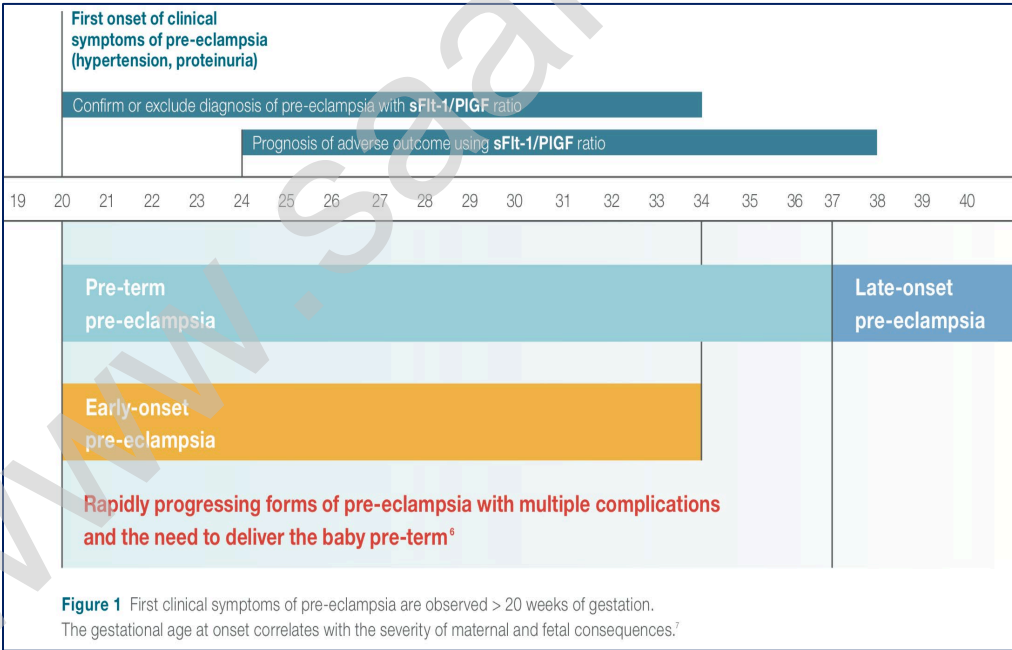 First onset of clinical
symptoms of pre-eclampsia
(hypertension, proteinuria)
Confirm or exclude diagnosis of pre-eclampsia with sFlt-1/PlGF ratio
Prognosis of adverse outcome using sFlt-1/PlGF ratio
19 20 21 22 23 24 25 26 27 28 29 30 31 32 33 34 35 36 37 38 39 40
Pre-term
pre-eclampsia
Late-onset
pre-eclampsia
Early-onset
pre-eclampsia
Rapidly progressing forms of pre-eclampsia with multiple complications
and the need to deliver the baby pre-term⁶
Figure 1 First clinical symptoms of pre-eclampsia are observed > 20 weeks of gestation.
The gestational age at onset correlates with the severity of maternal and fetal consequences.⁷
www.saa